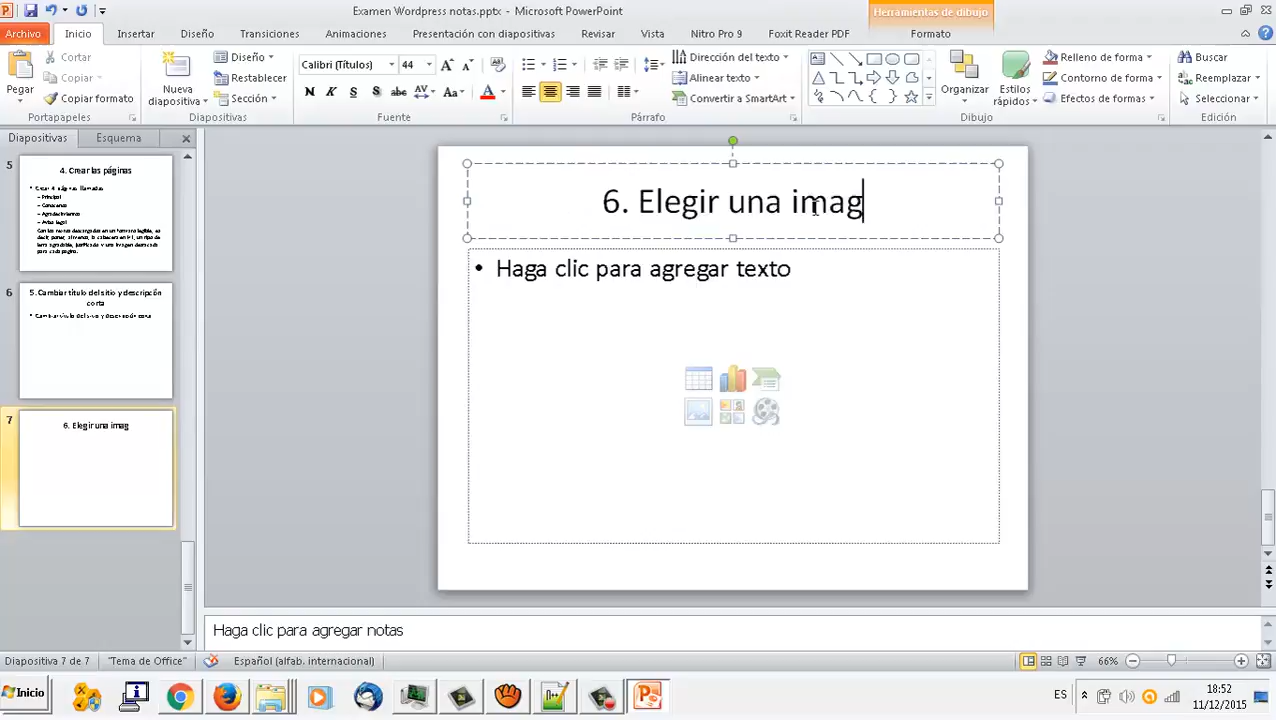 Examen Wordpress notas.pptx - Microsoft PowerPoint
Herramientas de dibujo
Archivo Inicio Insertar Diseño Transiciones Animaciones Presentación con diapositivas Revisar Vista Nitro Pro 9 Foxit Reader PDF Formato
Pegar
Cortar
Copiar
Copiar formato
Portapapeles
Nueva diapositiva
Diseño
Restablecer
Sección
Diapositivas
Calibri (Títulos) 44
N K S S abc AV Aa A
Fuente
Dirección del texto
Alinear texto
Convertir a SmartArt
Párrafo
Organizar
Estilos rápidos
Relleno de forma
Contorno de forma
Efectos de formas
Dibujo
Buscar
Reemplazar
Seleccionar
Edición
Diapositivas Esquema
5
4. Crear las páginas
6
5. Cambiar título del sitio y descripción corta
7
6. Elegir una imag
6. Elegir una imag
• Haga clic para agregar texto
Haga clic para agregar notas
Diapositiva 7 de 7 "Tema de Office" Español (alfab. internacional) 66%
Inicio ES 18:52
11/12/2015